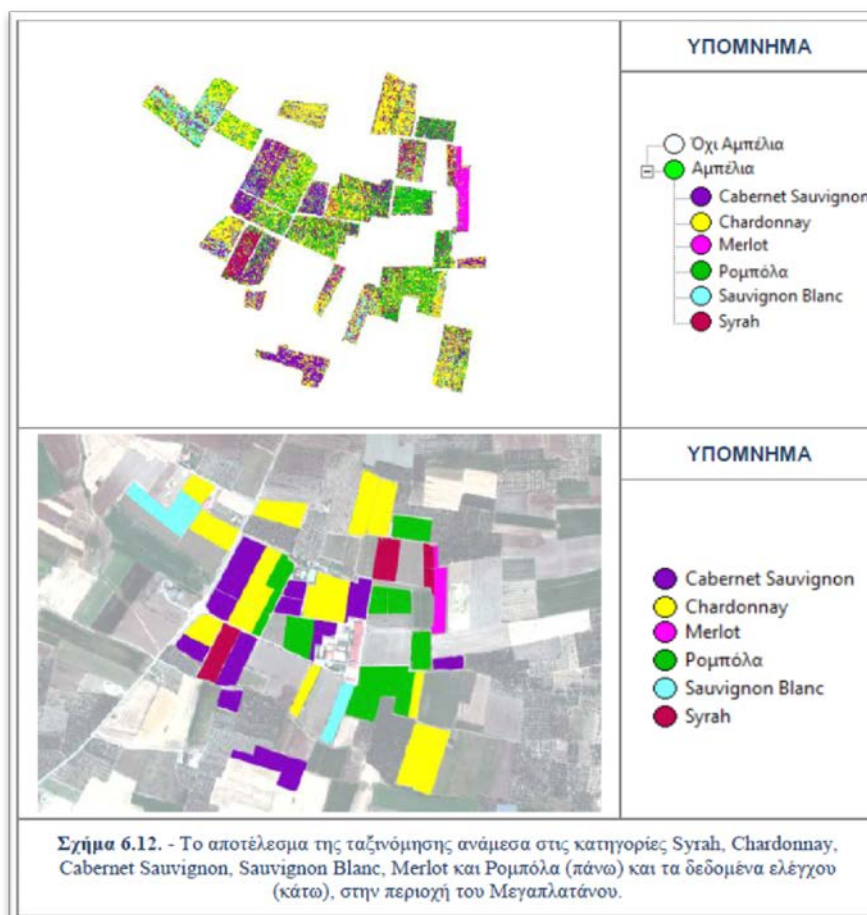 ΥΠΟΜΝΗΜΑ
Όχι Αμπέλια
Αμπέλια
Cabernet Sauvignon
Chardonnay
Merlot
Ρομπόλα
Sauvignon Blanc
Syrah
ΥΠΟΜΝΗΜΑ
Cabernet Sauvignon
Chardonnay
Merlot
Ρομπόλα
Sauvignon Blanc
Syrah
Σχήμα 6.12. - Το αποτέλεσμα της ταξινόμησης ανάμεσα στις κατηγορίες Syrah, Chardonnay,
Cabernet Sauvignon, Sauvignon Blanc, Merlot και Ρομπόλα (πάνω) και τα δεδομένα ελέγχου
(κάτω), στην περιοχή του Μεγαπλατάνου.